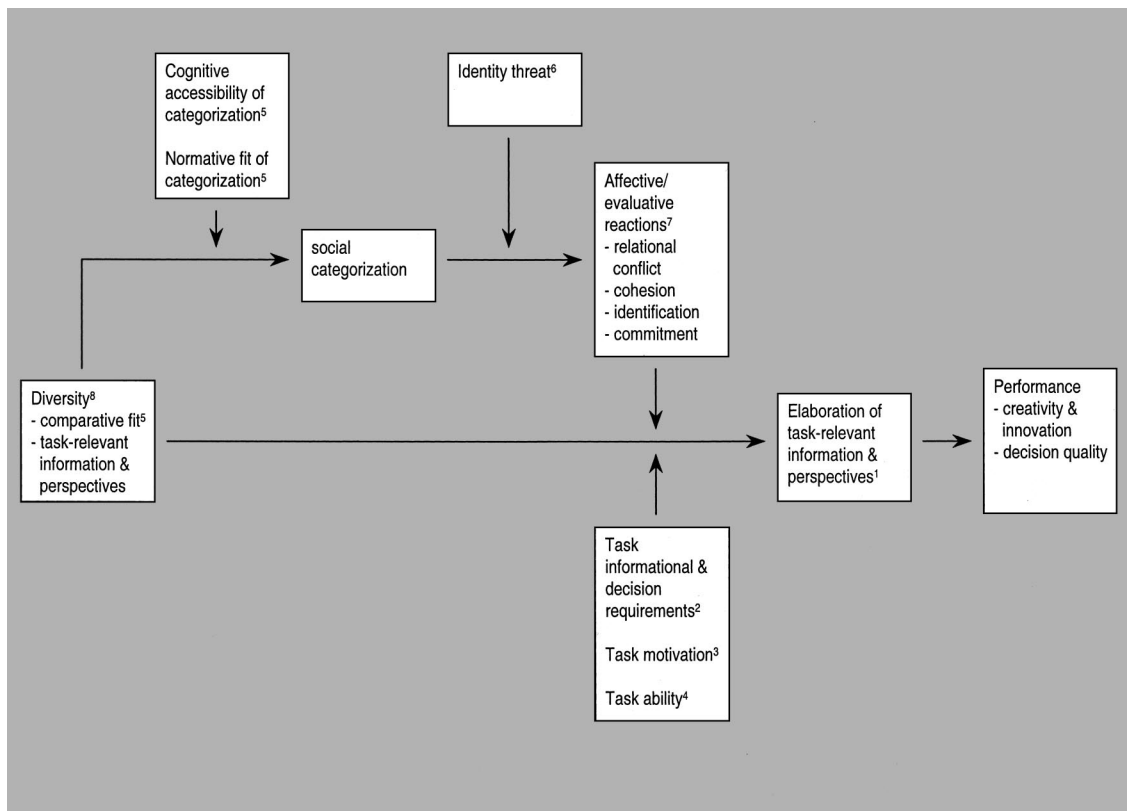 Cognitive
accessibility of
categorization⁵
Normative fit of
categorization⁵
Identity threat⁶
Affective/
evaluative
reactions⁷
- relational
conflict
- cohesion
- identification
- commitment
social
categorization
Diversity⁸
- comparative fit⁵
- task-relevant
information &
perspectives
Elaboration of
task-relevant
information &
perspectives¹
Performance
- creativity &
innovation
- decision quality
Task
informational &
decision
requirements²
Task motivation³
Task ability⁴